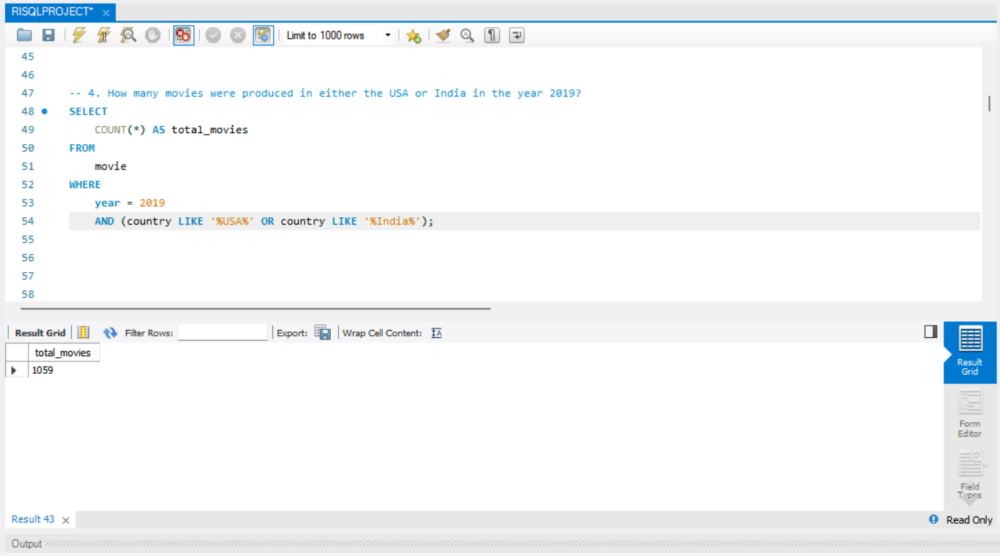 RISQLPROJECT* ×
Limit to 1000 rows
45
46
47 -- 4. How many movies were produced in either the USA or India in the year 2019?
48 SELECT
49 COUNT(*) AS total_movies
50 FROM
51 movie
52 WHERE
53 year = 2019
54 AND (country LIKE '%USA%' OR country LIKE '%India%');
55
56
57
58
Result Grid Filter Rows: Export: Wrap Cell Content: IA
total_movies
1059
Result
Grid
Form
Editor
Field
Types
Result 43 × Read Only
Output